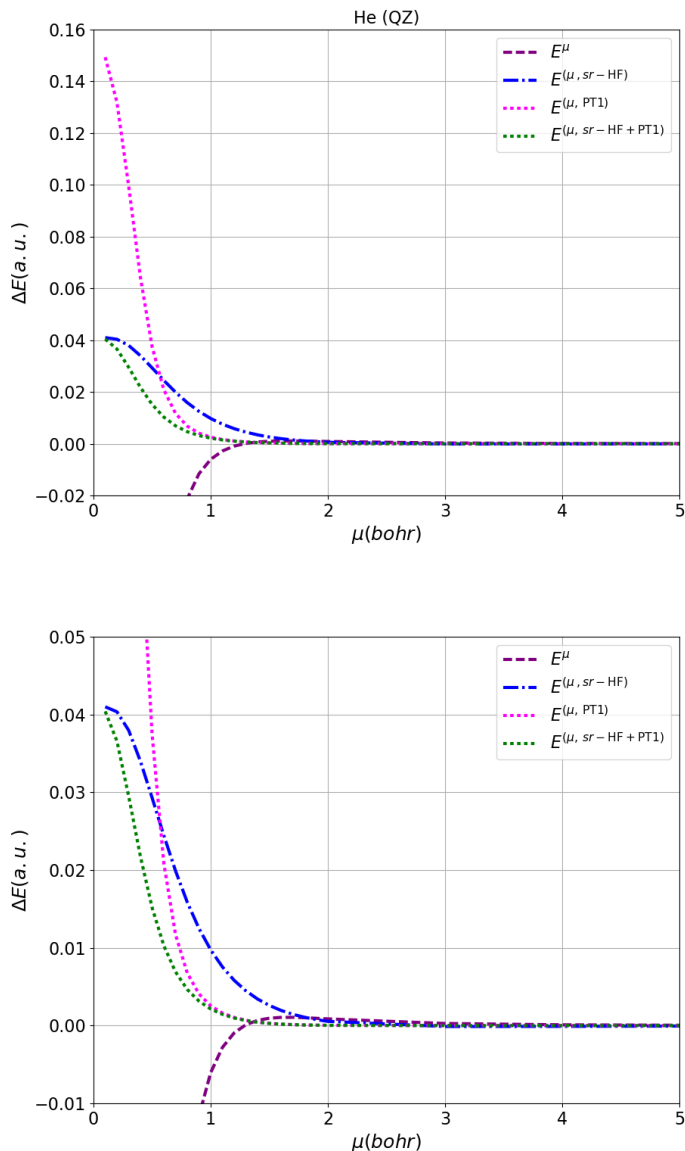 He (QZ)
0.16
0.14
0.12
0.10
0.08
0.06
0.04
0.02
0.00
−0.02
ΔE(a.u.)
E^μ
E^(μ, sr−HF)
E^(μ, PT1)
E^(μ, sr−HF+PT1)
0 1 2 3 4 5
μ(bohr)
0.05
0.04
0.03
0.02
0.01
0.00
−0.01
ΔE(a.u.)
E^μ
E^(μ, sr−HF)
E^(μ, PT1)
E^(μ, sr−HF+PT1)
0 1 2 3 4 5
μ(bohr)